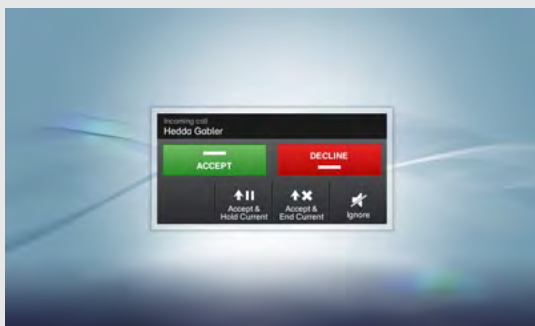 Incoming call
Hedda Gabler
ACCEPT
DECLINE
Accept &
Hold Current
Accept &
End Current
Ignore